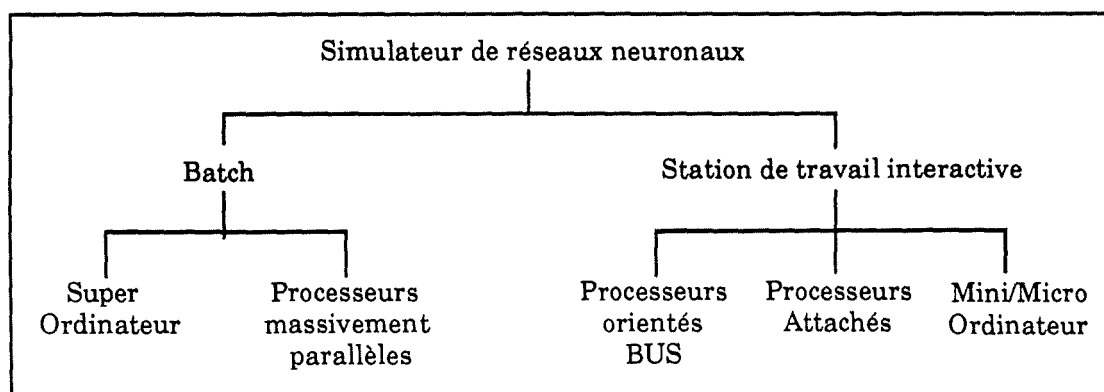 Simulateur de réseaux neuronaux
Batch
Station de travail interactive
Super
Ordinateur
Processeurs
massivement
parallèles
Processeurs
orientés
BUS
Processeurs
Attachés
Mini/Micro
Ordinateur